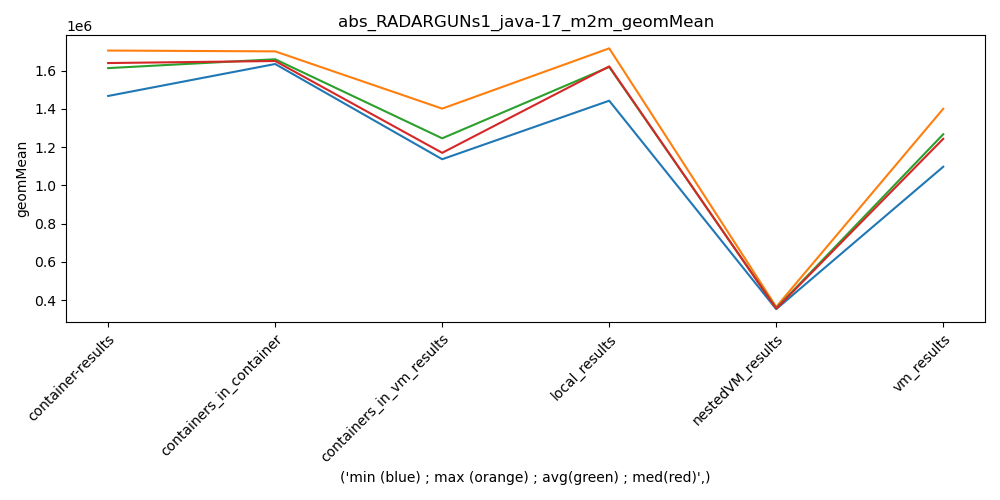 abs_RADARGUNs1_java-17_m2m_geomMean
1e6
1.6
1.4
1.2
1.0
0.8
0.6
0.4
geomMean
container-results
containers_in_container
containers_in_vm_results
local_results
nestedVM_results
vm_results
('min (blue) ; max (orange) ; avg(green) ; med(red)',)